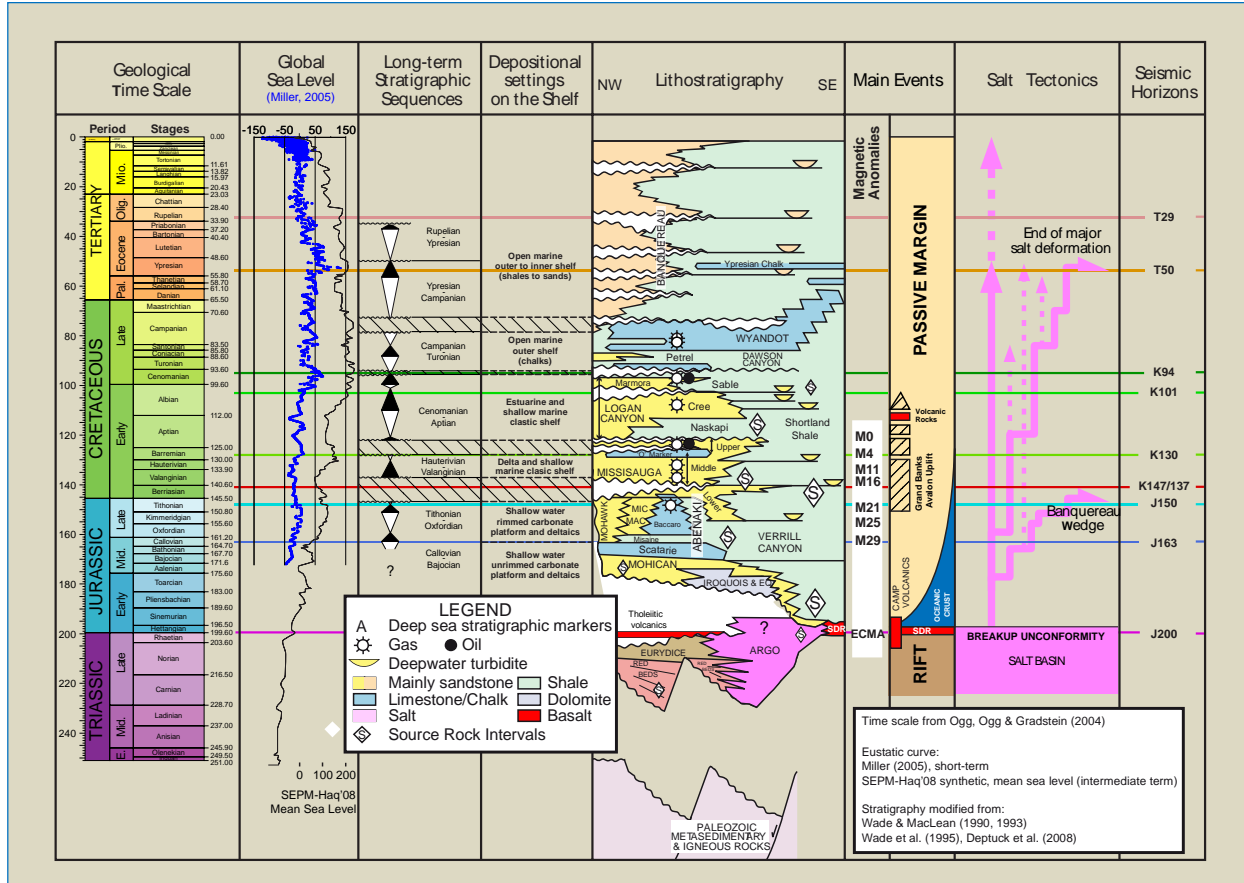 Geological
Time Scale
Global
Sea Level
(Miller, 2005)
Long-term
Stratigraphic
Sequences
Depositional
settings
on the Shelf
NW Lithostratigraphy SE
Main Events
Salt Tectonics
Seismic
Horizons
Period Stages
-150 -50 50 150
0
20
40
60
80
100
120
140
160
180
200
220
240
TERTIARY
CRETACEOUS
JURASSIC
TRIASSIC
Plio.
Mio.
Olig.
Eocene
Pal.
Late
Early
Late
Mid.
Early
Late
Mid.
E.
Tortonian
Serravalian
Langhian
Burdigalian
Aquitanian
Chattian
Rupelian
Priabonian
Bartonian
Lutetian
Ypresian
Thanetian
Selandian
Danian
Maastrichtian
Campanian
Santonian
Coniacian
Turonian
Cenomanian
Albian
Aptian
Barremian
Hauterivian
Valanginian
Berriasian
Tithonian
Kimmeridgian
Oxfordian
Callovian
Bathonian
Bajocian
Aalenian
Toarcian
Pliensbachian
Sinemurian
Hettangian
Rhaetian
Norian
Carnian
Ladinian
Anisian
Olenekian
0.00
11.61
13.82
15.97
20.43
23.03
28.40
33.90
37.20
40.40
48.60
55.80
58.70
61.10
65.50
70.60
83.50
85.80
88.60
93.60
99.60
112.00
125.00
130.00
133.90
140.60
145.50
150.80
155.60
161.20
164.70
167.70
171.6
175.60
183.00
189.60
196.50
199.60
203.60
216.50
228.70
237.00
245.90
249.50
251.00
0 100 200
SEPM-Haq'08
Mean Sea Level
Rupelian
Ypresian
Ypresian
Campanian
Campanian
Turonian
Cenomanian
Aptian
Hauterivian
Valanginian
Tithonian
Oxfordian
Callovian
Bajocian
?
Open marine
outer to inner shelf
(shales to sands)
Open marine
outer shelf
(chalks)
Estuarine and
shallow marine
clastic shelf
Delta and shallow
marine clasic shelf
Shallow water
rimmed carbonate
platform and deltaics
Shallow water
unrimmed carbonate
platform and deltaics
BANQUEREAU
Ypresian Chalk
WYANDOT
Petrel
DAWSON
CANYON
Marmora
Sable
LOGAN
CANYON
Cree
Naskapi
Shortland
Shale
Upper
MISSISAUGA
Middle
Lower
MOHAWK
MIC
MAC
Baccaro
ABENAKI
Misaine
Scatarie
VERRILL
CANYON
MOHICAN
IROQUOIS & EQ.
Tholeiitic
volcanics
?
SDR
EURYDICE
ARGO
RED
BEDS
RED
BEDS
PALEOZOIC
METASEDIMENTARY
& IGNEOUS ROCKS
S
S
S
S
S
S
S
S
S
Magnetic
Anomalies
M0
M4
M11
M16
M21
M25
M29
ECMA
PASSIVE MARGIN
Volcanic
Rocks
Grand Banks
Avalon Uplift
CAMP
VOLCANICS
OCEANIC
CRUST
SDR
RIFT
End of major
salt deformation
Banquereau
wedge
BREAKUP UNCONFORMITY
SALT BASIN
T29
T50
K94
K101
K130
K147/137
J150
J163
J200
LEGEND
A Deep sea stratigraphic markers
Gas Oil
Deepwater turbidite
Mainly sandstone Shale
Limestone/Chalk Dolomite
Salt Basalt
S Source Rock Intervals
Time scale from Ogg, Ogg & Gradstein (2004)
Eustatic curve:
Miller (2005), short-term
SEPM-Haq'08 synthetic, mean sea level (intermediate term)
Stratigraphy modified from:
Wade & MacLean (1990, 1993)
Wade et al. (1995), Deptuck et al. (2008)